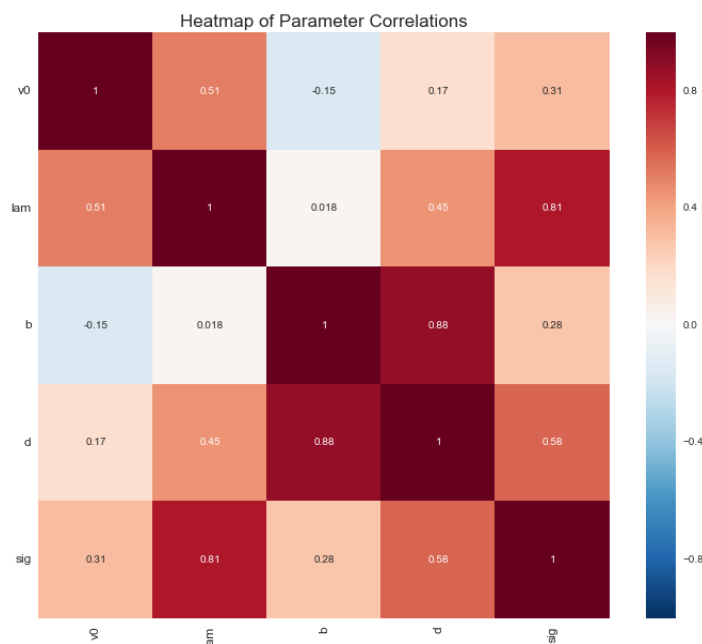 Heatmap of Parameter Correlations
v0 1 0.51 -0.15 0.17 0.31
lam 0.51 1 0.018 0.45 0.81
b -0.15 0.018 1 0.88 0.28
d 0.17 0.45 0.88 1 0.58
sig 0.31 0.81 0.28 0.58 1
v0 lam b d sig
0.8
0.4
0.0
-0.4
-0.8